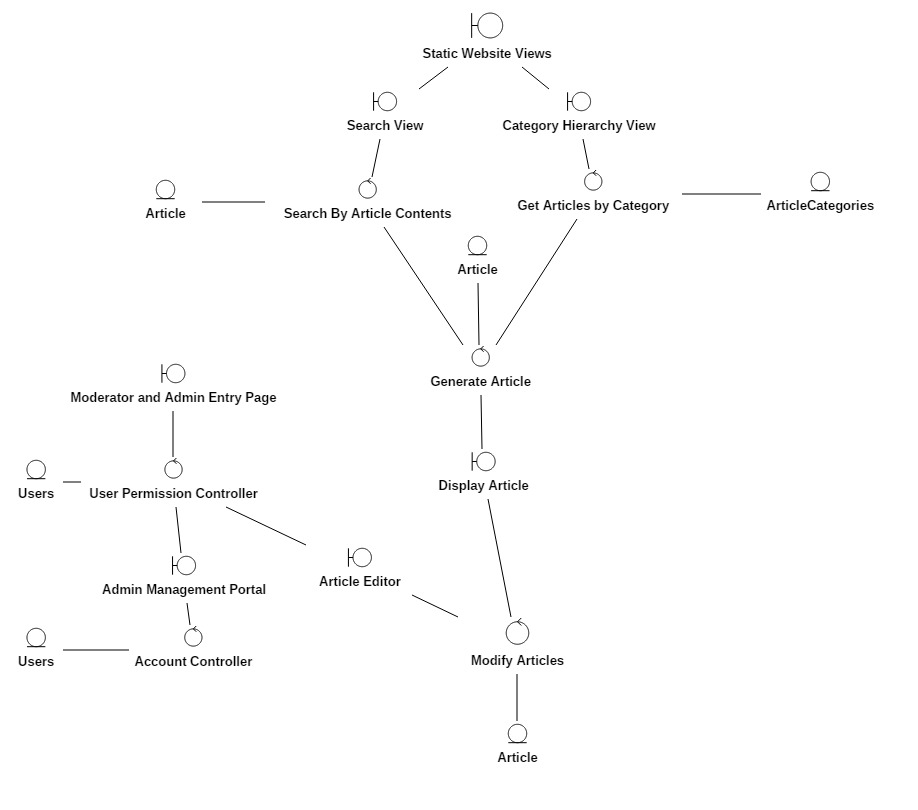 Static Website Views
Search View
Category Hierarchy View
Article
Search By Article Contents
Get Articles by Category
ArticleCategories
Article
Generate Article
Moderator and Admin Entry Page
Users
User Permission Controller
Display Article
Article Editor
Admin Management Portal
Users
Account Controller
Modify Articles
Article